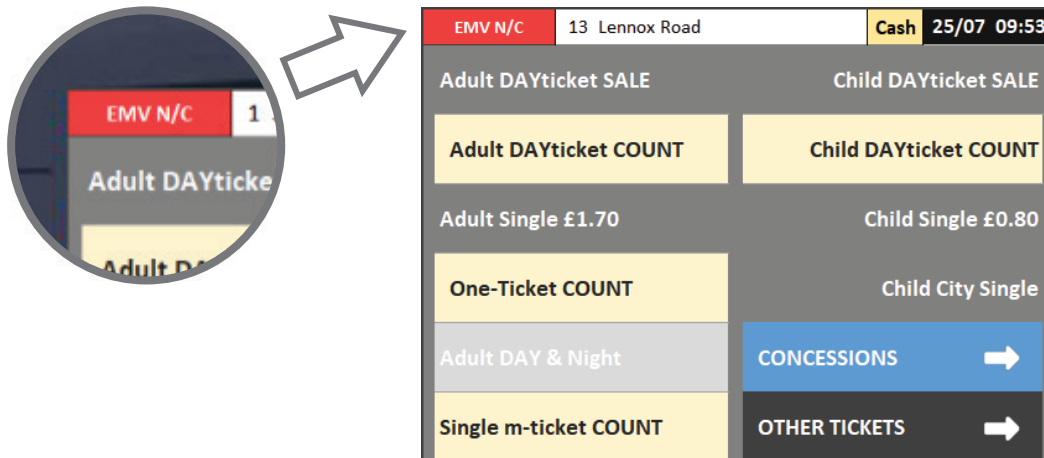 EMV N/C 1
Adult DAYticke
Adult DA
EMV N/C 13 Lennox Road Cash 25/07 09:53
Adult DAYticket SALE Child DAYticket SALE
Adult DAYticket COUNT Child DAYticket COUNT
Adult Single £1.70 Child Single £0.80
One-Ticket COUNT Child City Single
Adult DAY & Night CONCESSIONS
Single m-ticket COUNT OTHER TICKETS